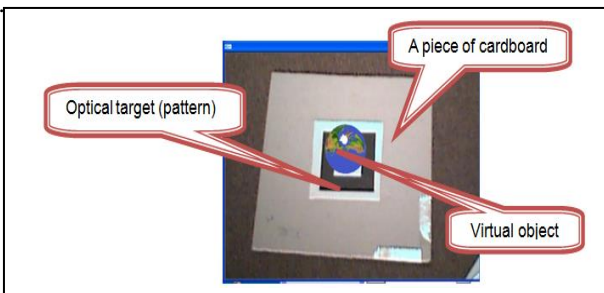 A piece of cardboard
Optical target (pattern)
Virtual object